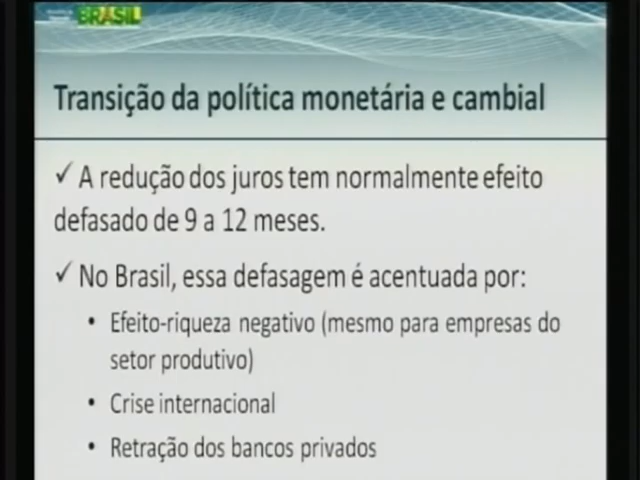 BRASIL
Transição da política monetária e cambial
✓ A redução dos juros tem normalmente efeito
defasado de 9 a 12 meses.
✓ No Brasil, essa defasagem é acentuada por:
• Efeito-riqueza negativo (mesmo para empresas do
setor produtivo)
• Crise internacional
• Retração dos bancos privados